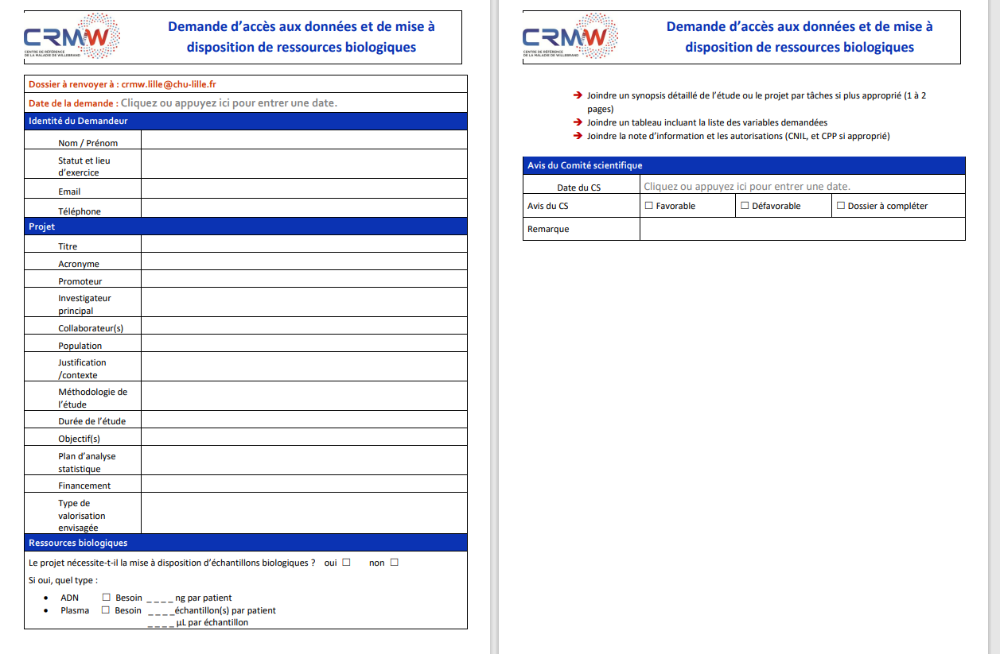 CRMW
CENTRE DE RÉFÉRENCE
DE LA MALADIE DE WILLEBRAND
Demande d’accès aux données et de mise à
disposition de ressources biologiques
Dossier à renvoyer à : crmw.lille@chu-lille.fr
Date de la demande : Cliquez ou appuyez ici pour entrer une date.
Identité du Demandeur
Nom / Prénom
Statut et lieu
d’exercice
Email
Téléphone
Projet
Titre
Acronyme
Promoteur
Investigateur
principal
Collaborateur(s)
Population
Justification
/contexte
Méthodologie de
l’étude
Durée de l’étude
Objectif(s)
Plan d’analyse
statistique
Financement
Type de
valorisation
envisagée
Ressources biologiques
Le projet nécessite-t-il la mise à disposition d’échantillons biologiques ? oui ☐ non ☐
Si oui, quel type :
• ADN ☐ Besoin _ _ _ _ ng par patient
• Plasma ☐ Besoin _ _ _ _échantillon(s) par patient
_ _ _ _ µL par échantillon
CRMW
CENTRE DE RÉFÉRENCE
DE LA MALADIE DE WILLEBRAND
Demande d’accès aux données et de mise à
disposition de ressources biologiques
➔ Joindre un synopsis détaillé de l’étude ou le projet par tâches si plus approprié (1 à 2
pages)
➔ Joindre un tableau incluant la liste des variables demandées
➔ Joindre la note d’information et les autorisations (CNIL, et CPP si approprié)
Avis du Comité scientifique
Date du CS Cliquez ou appuyez ici pour entrer une date.
Avis du CS ☐ Favorable ☐ Défavorable ☐ Dossier à compléter
Remarque